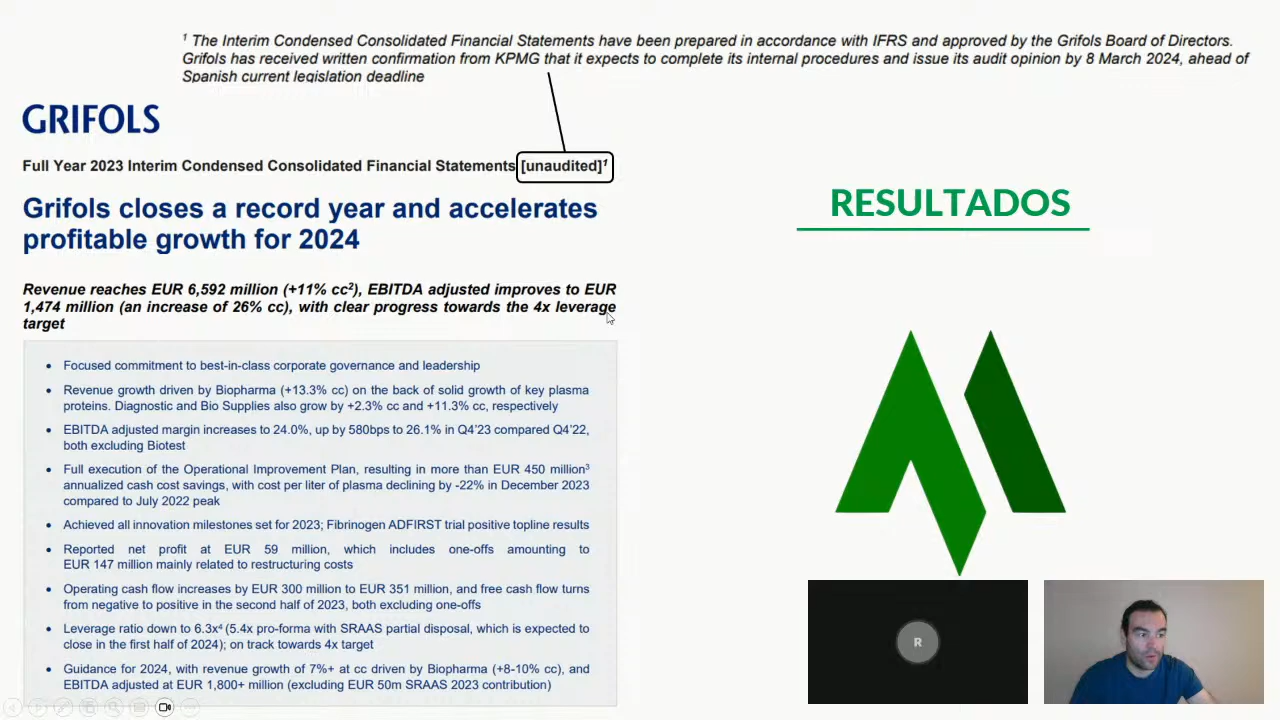 ¹ The Interim Condensed Consolidated Financial Statements have been prepared in accordance with IFRS and approved by the Grifols Board of Directors.
Grifols has received written confirmation from KPMG that it expects to complete its internal procedures and issue its audit opinion by 8 March 2024, ahead of
Spanish current legislation deadline
GRIFOLS
Full Year 2023 Interim Condensed Consolidated Financial Statements [unaudited]¹
Grifols closes a record year and accelerates
profitable growth for 2024
Revenue reaches EUR 6,592 million (+11% cc²), EBITDA adjusted improves to EUR
1,474 million (an increase of 26% cc), with clear progress towards the 4x leverage
target
• Focused commitment to best-in-class corporate governance and leadership
• Revenue growth driven by Biopharma (+13.3% cc) on the back of solid growth of key plasma
proteins. Diagnostic and Bio Supplies also grow by +2.3% cc and +11.3% cc, respectively
• EBITDA adjusted margin increases to 24.0%, up by 580bps to 26.1% in Q4'23 compared Q4'22,
both excluding Biotest
• Full execution of the Operational Improvement Plan, resulting in more than EUR 450 million³
annualized cash cost savings, with cost per liter of plasma declining by -22% in December 2023
compared to July 2022 peak
• Achieved all innovation milestones set for 2023; Fibrinogen ADFIRST trial positive topline results
• Reported net profit at EUR 59 million, which includes one-offs amounting to
EUR 147 million mainly related to restructuring costs
• Operating cash flow increases by EUR 300 million to EUR 351 million, and free cash flow turns
from negative to positive in the second half of 2023, both excluding one-offs
• Leverage ratio down to 6.3x⁴ (5.4x pro-forma with SRAAS partial disposal, which is expected to
close in the first half of 2024); on track towards 4x target
• Guidance for 2024, with revenue growth of 7%+ at cc driven by Biopharma (+8-10% cc), and
EBITDA adjusted at EUR 1,800+ million (excluding EUR 50m SRAAS 2023 contribution)
RESULTADOS
R